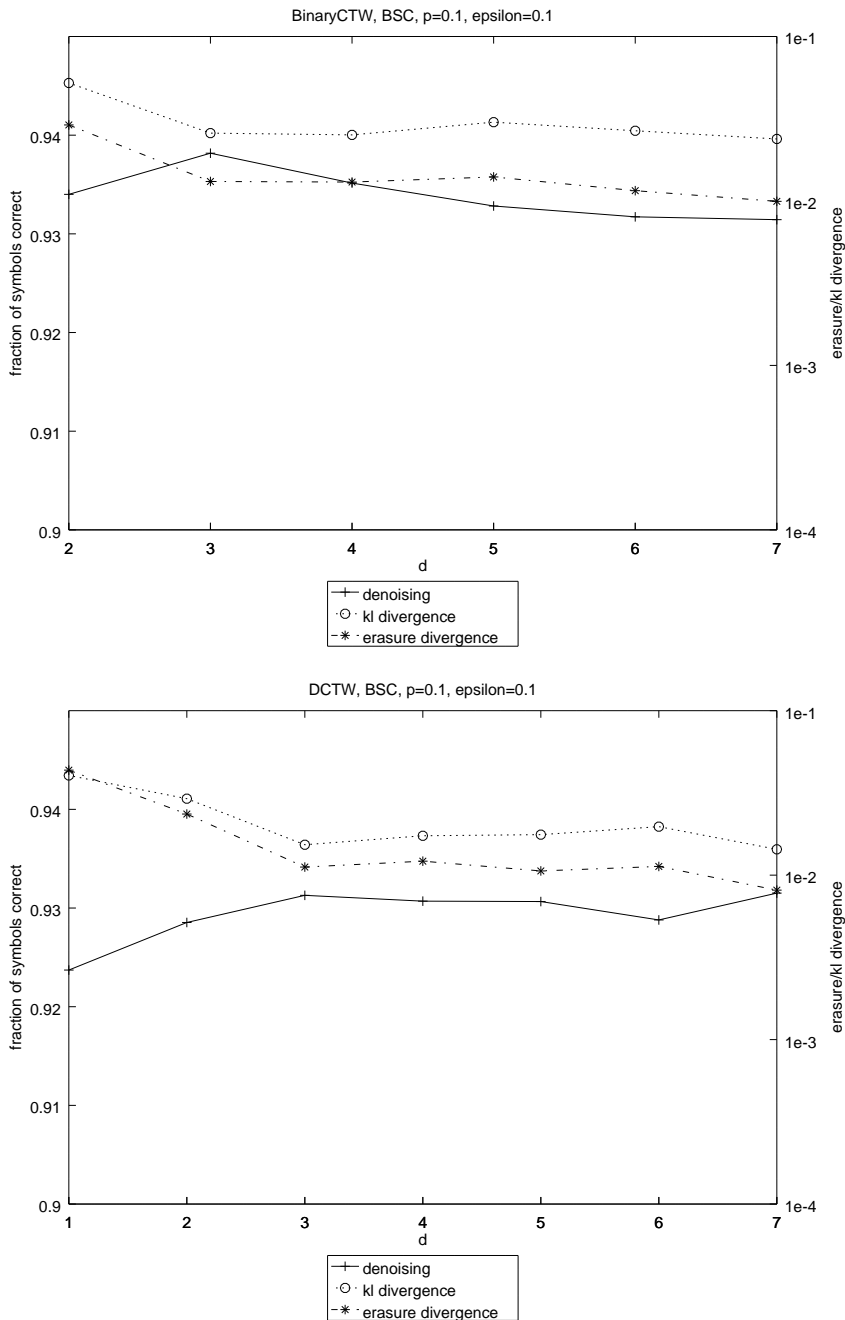 BinaryCTW, BSC, p=0.1, epsilon=0.1
1e-1
0.94
0.93
1e-2
0.92
1e-3
0.91
0.9
1e-4
fraction of symbols correct
erasure/kl divergence
2 3 4 5 6 7
d
denoising
kl divergence
erasure divergence
DCTW, BSC, p=0.1, epsilon=0.1
1e-1
0.94
0.93
1e-2
0.92
1e-3
0.91
0.9
1e-4
fraction of symbols correct
erasure/kl divergence
1 2 3 4 5 6 7
d
denoising
kl divergence
erasure divergence